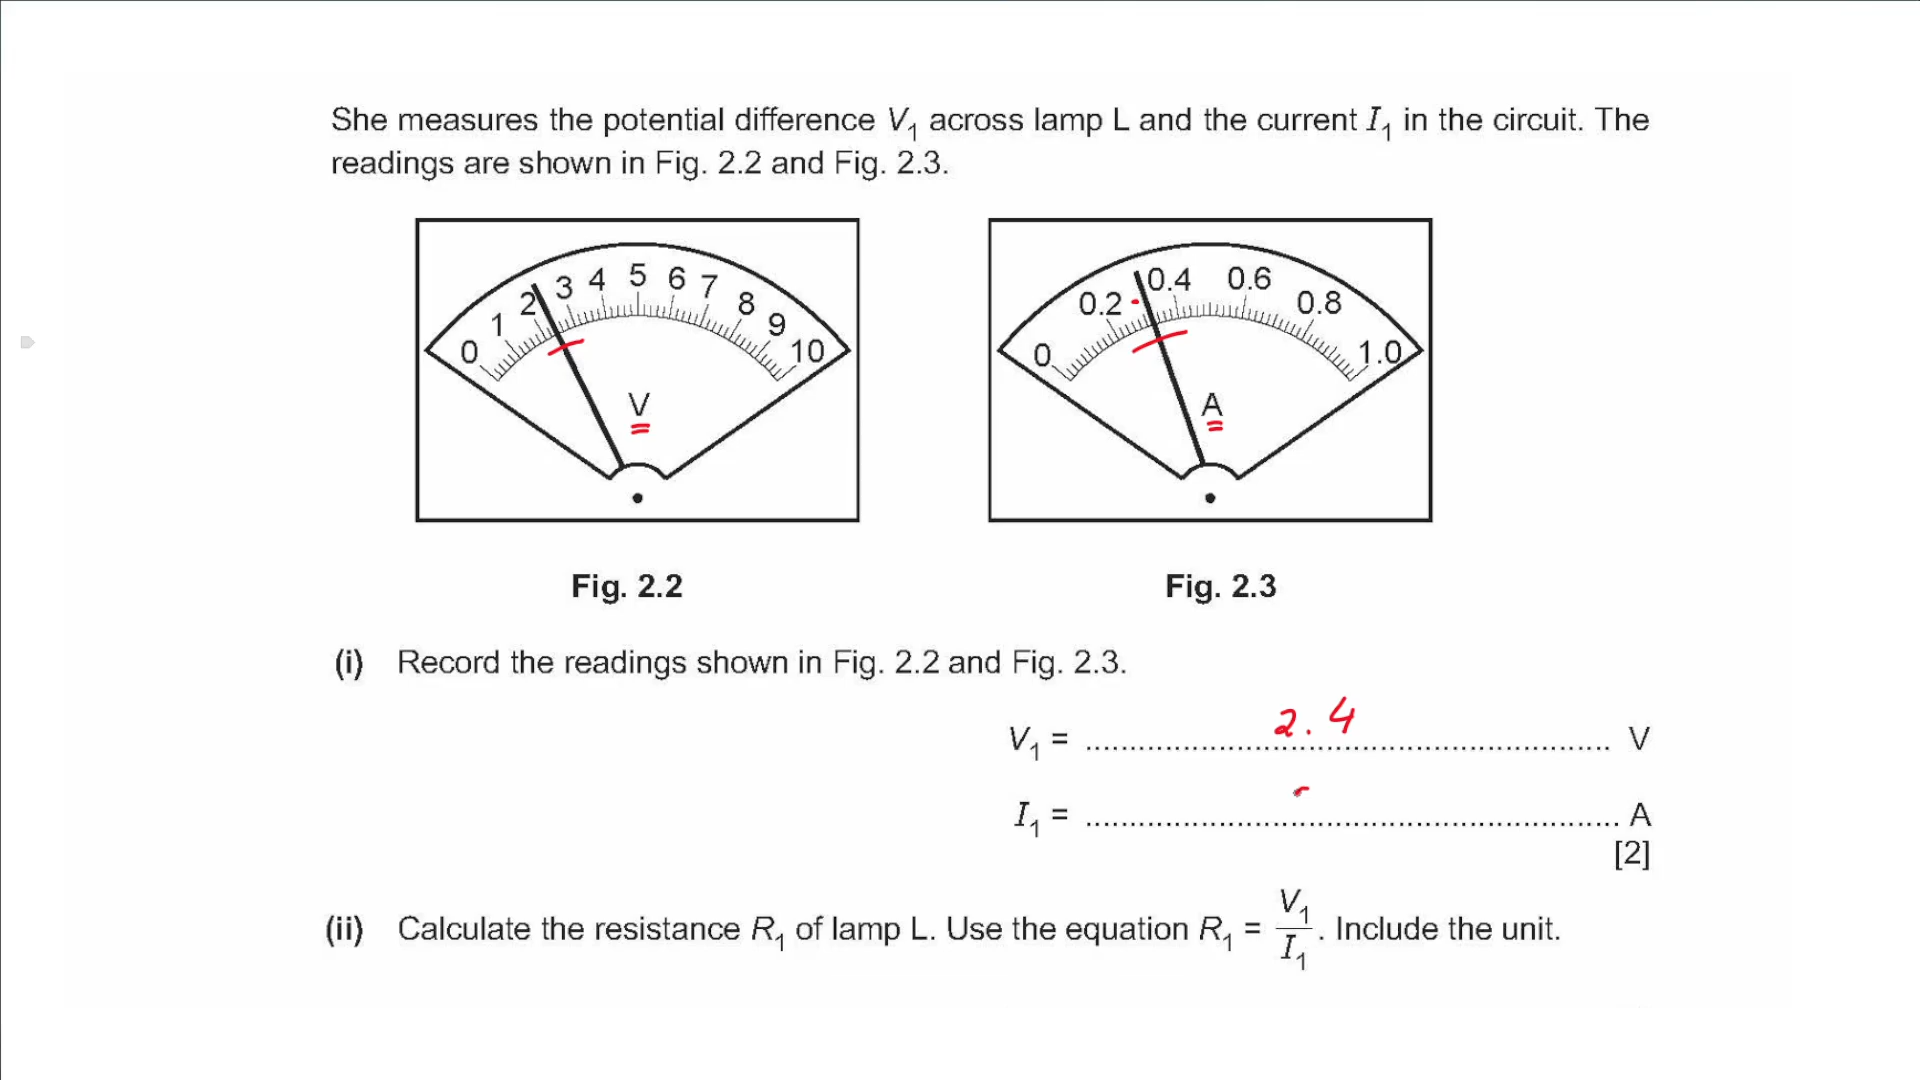 She measures the potential difference V1 across lamp L and the current I1 in the circuit. The
readings are shown in Fig. 2.2 and Fig. 2.3.
0 1 2 3 4 5 6 7 8 9 10
V
0 0.2 0.4 0.6 0.8 1.0
A
Fig. 2.2
Fig. 2.3
(i) Record the readings shown in Fig. 2.2 and Fig. 2.3.
V1 = 2.4 V
I1 = A
[2]
(ii) Calculate the resistance R1 of lamp L. Use the equation R1 = V1/I1. Include the unit.